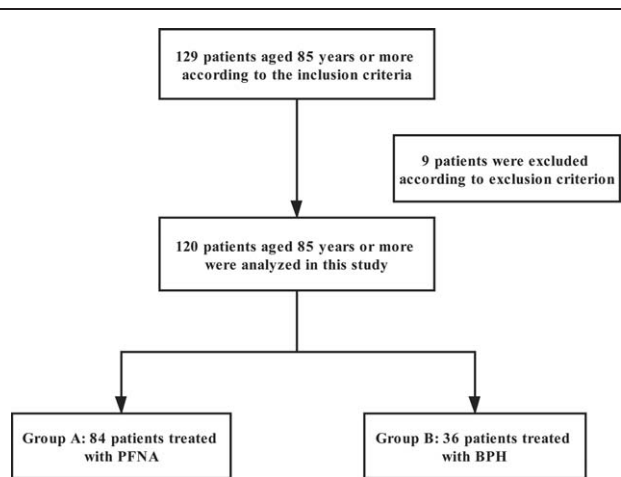 129 patients aged 85 years or more
according to the inclusion criteria
9 patients were excluded
according to exclusion criterion
120 patients aged 85 years or more
were analyzed in this study
Group A: 84 patients treated
with PFNA
Group B: 36 patients treated
with BPH